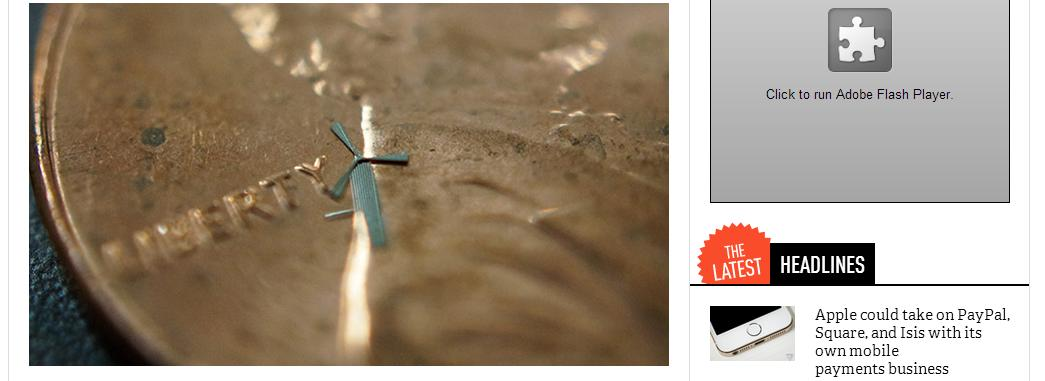 LIBERTY
Click to run Adobe Flash Player.
THE
LATEST
HEADLINES
Apple could take on PayPal,
Square, and Isis with its
own mobile
payments business